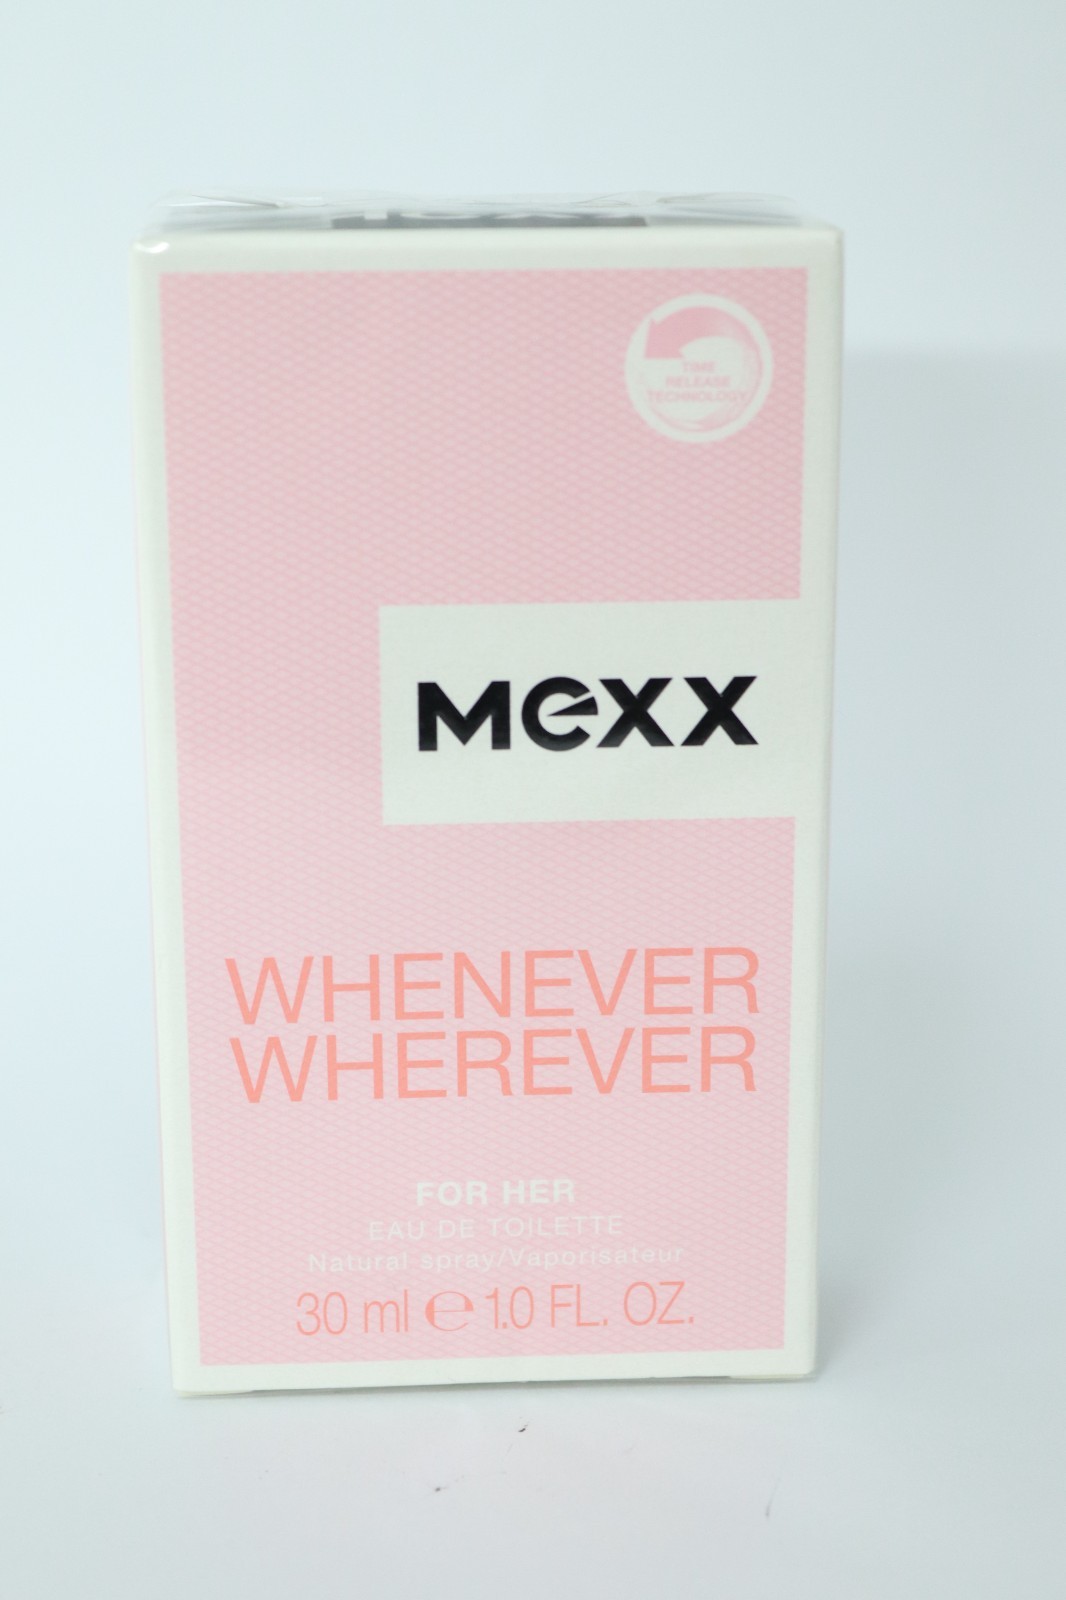 TIME
RELEASE
TECHNOLOGY
mexx
WHENEVER
WHEREVER
FOR HER
EAU DE TOILETTE
Natural spray/Vaporisateur
30 ml ℮ 1.0 FL. OZ.